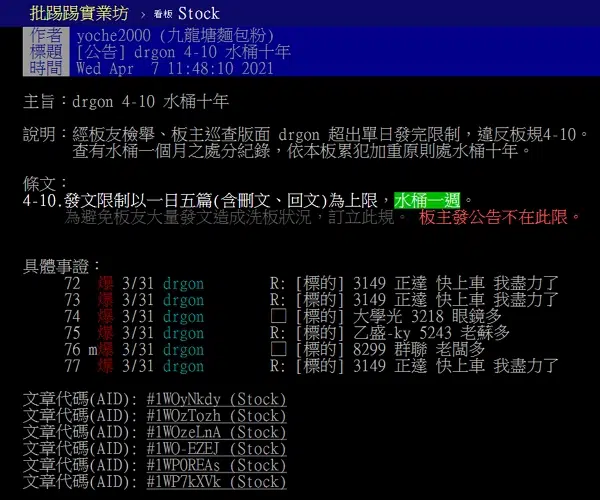 批踢踢實業坊 › 看板 Stock
作者 yoche2000 (九龍塘麵包粉)
標題 [公告] drgon 4-10 水桶十年
時間 Wed Apr  7 11:48:10 2021
主旨：drgon 4-10 水桶十年
說明：經板友檢舉、板主巡查版面 drgon 超出單日發完限制，違反板規4-10。
查有水桶一個月之處分紀錄，依本板累犯加重原則處水桶十年。
條文：
4-10.發文限制以一日五篇(含刪文、回文)為上限，水桶一週。
為避免板友大量發文造成洗板狀況，訂立此規。 板主發公告不在此限。
具體事證：
72 爆 3/31 drgon R: [標的] 3149 正達 快上車 我盡力了
73 爆 3/31 drgon R: [標的] 3149 正達 快上車 我盡力了
74 爆 3/31 drgon □ [標的] 大學光 3218 眼鏡多
75 爆 3/31 drgon R: [標的] 乙盛-ky 5243 老蘇多
76 m爆 3/31 drgon □ [標的] 8299 群聯 老闆多
77 爆 3/31 drgon R: [標的] 3149 正達 快上車 我盡力了
文章代碼(AID): #1WOyNkdy (Stock)
文章代碼(AID): #1WOzTozh (Stock)
文章代碼(AID): #1WOzeLnA (Stock)
文章代碼(AID): #1WO-EZEJ (Stock)
文章代碼(AID): #1WP0REAs (Stock)
文章代碼(AID): #1WP7kXVk (Stock)